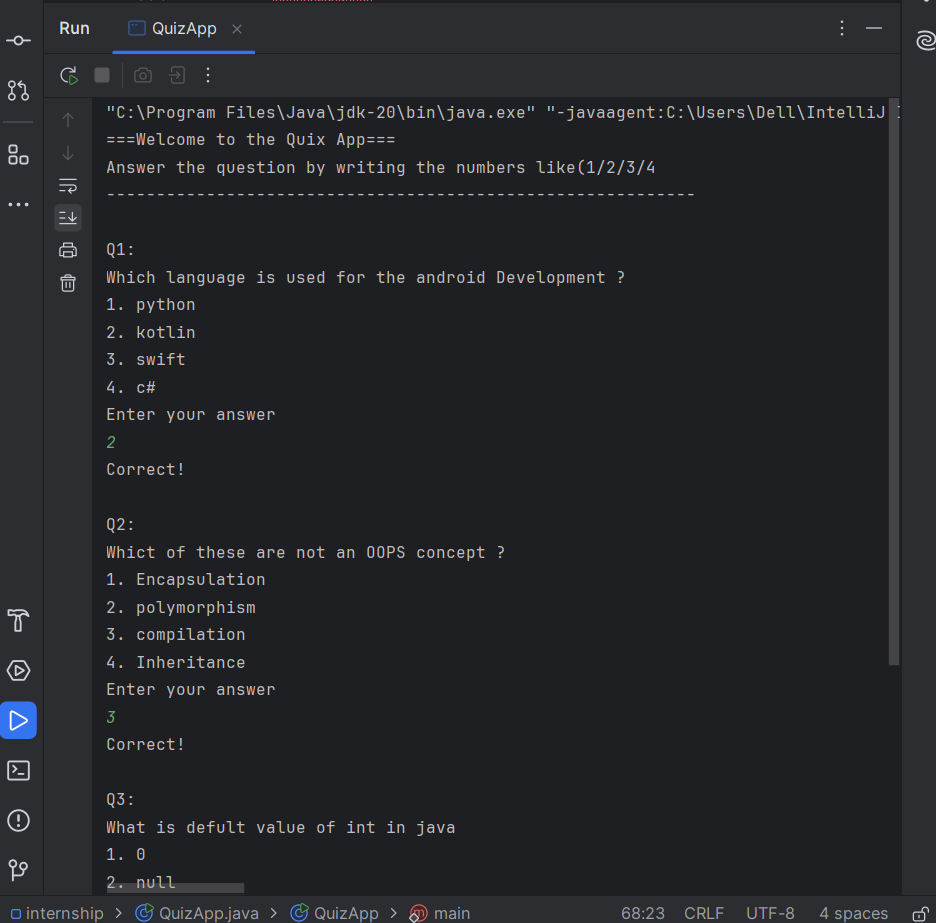 Run
QuizApp
"C:\Program Files\Java\jdk-20\bin\java.exe" "-javaagent:C:\Users\Dell\IntelliJ
===Welcome to the Quix App===
Answer the question by writing the numbers like(1/2/3/4
-----------------------------------------------------------
Q1:
Which language is used for the android Development ?
1. python
2. kotlin
3. swift
4. c#
Enter your answer
2
Correct!
Q2:
Whict of these are not an OOPS concept ?
1. Encapsulation
2. polymorphism
3. compilation
4. Inheritance
Enter your answer
3
Correct!
Q3:
What is defult value of int in java
1. 0
2. null
internship > QuizApp.java > QuizApp > main 68:23 CRLF UTF-8 4 spaces